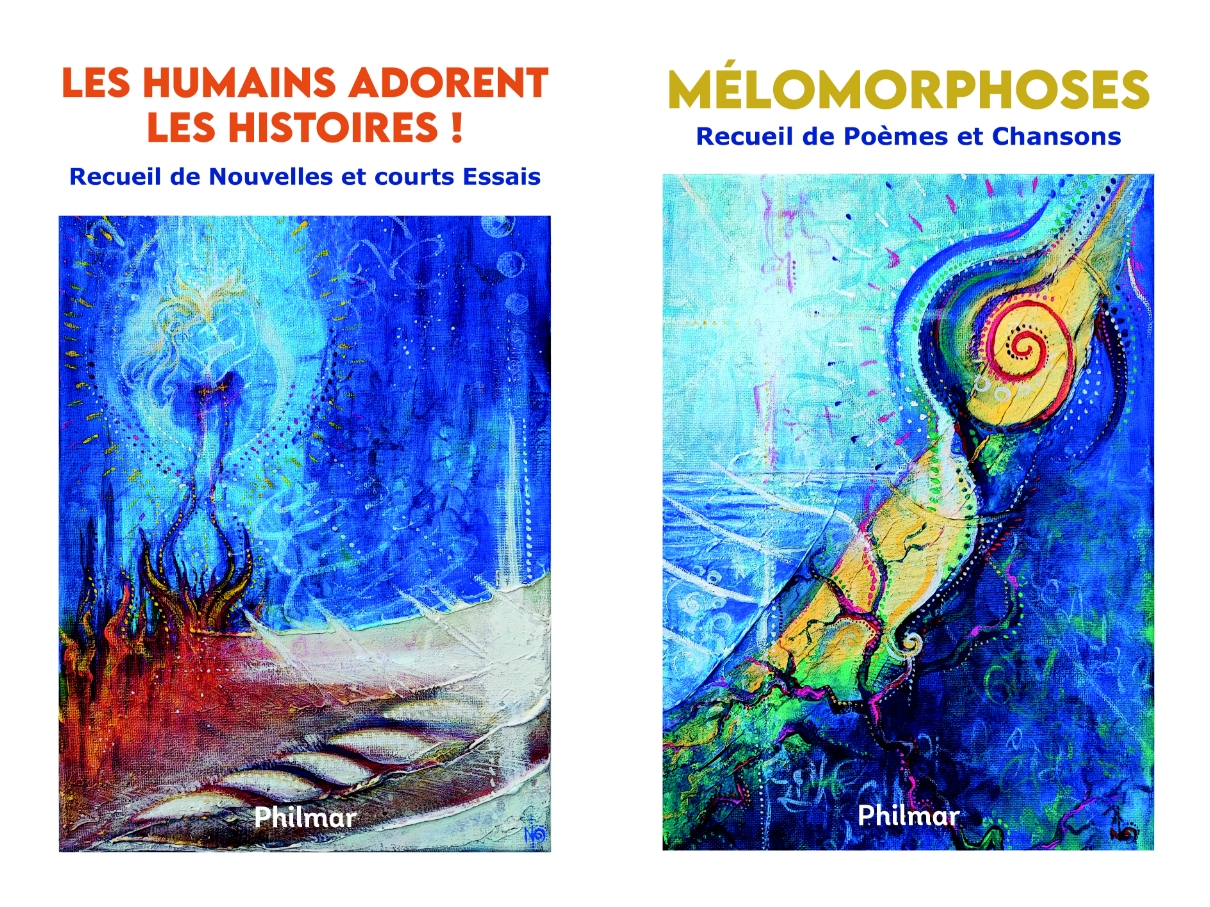 LES HUMAINS ADORENT
LES HISTOIRES !
Recueil de Nouvelles et courts Essais
Philmar
MÉLOMORPHOSES
Recueil de Poèmes et Chansons
Philmar